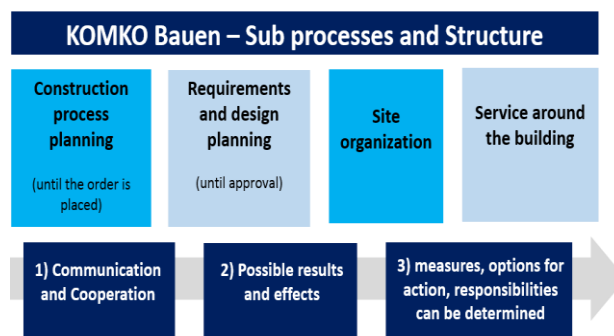 KOMKO Bauen – Sub processes and Structure
Construction
process
planning
(until the order is
placed)
Requirements
and design
planning
(until approval)
Site
organization
Service around
the building
1) Communication
and Cooperation
2) Possible results
and effects
3) measures, options for
action, responsibilities
can be determined